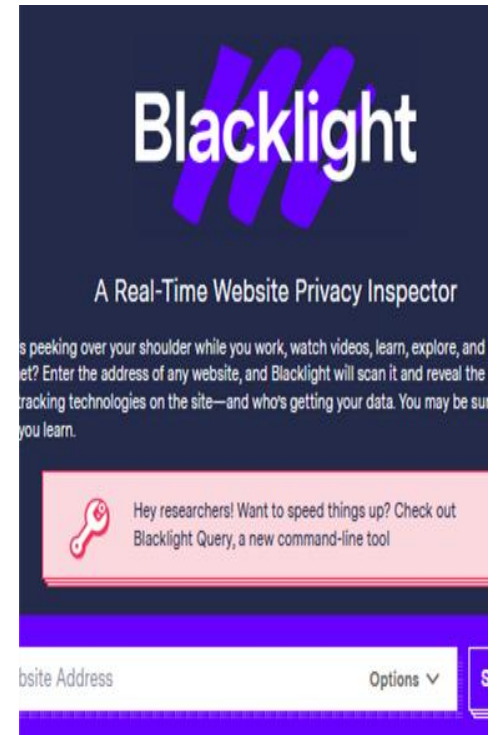 Blacklight
A Real-Time Website Privacy Inspector
peeking over your shoulder while you work, watch videos, learn, explore, and
Enter the address of any website, and Blacklight will scan it and reveal the
tracking technologies on the site—and who's getting your data. You may be
you learn.
Hey researchers! Want to speed things up? Check out
Blacklight Query, a new command-line tool
Address Options